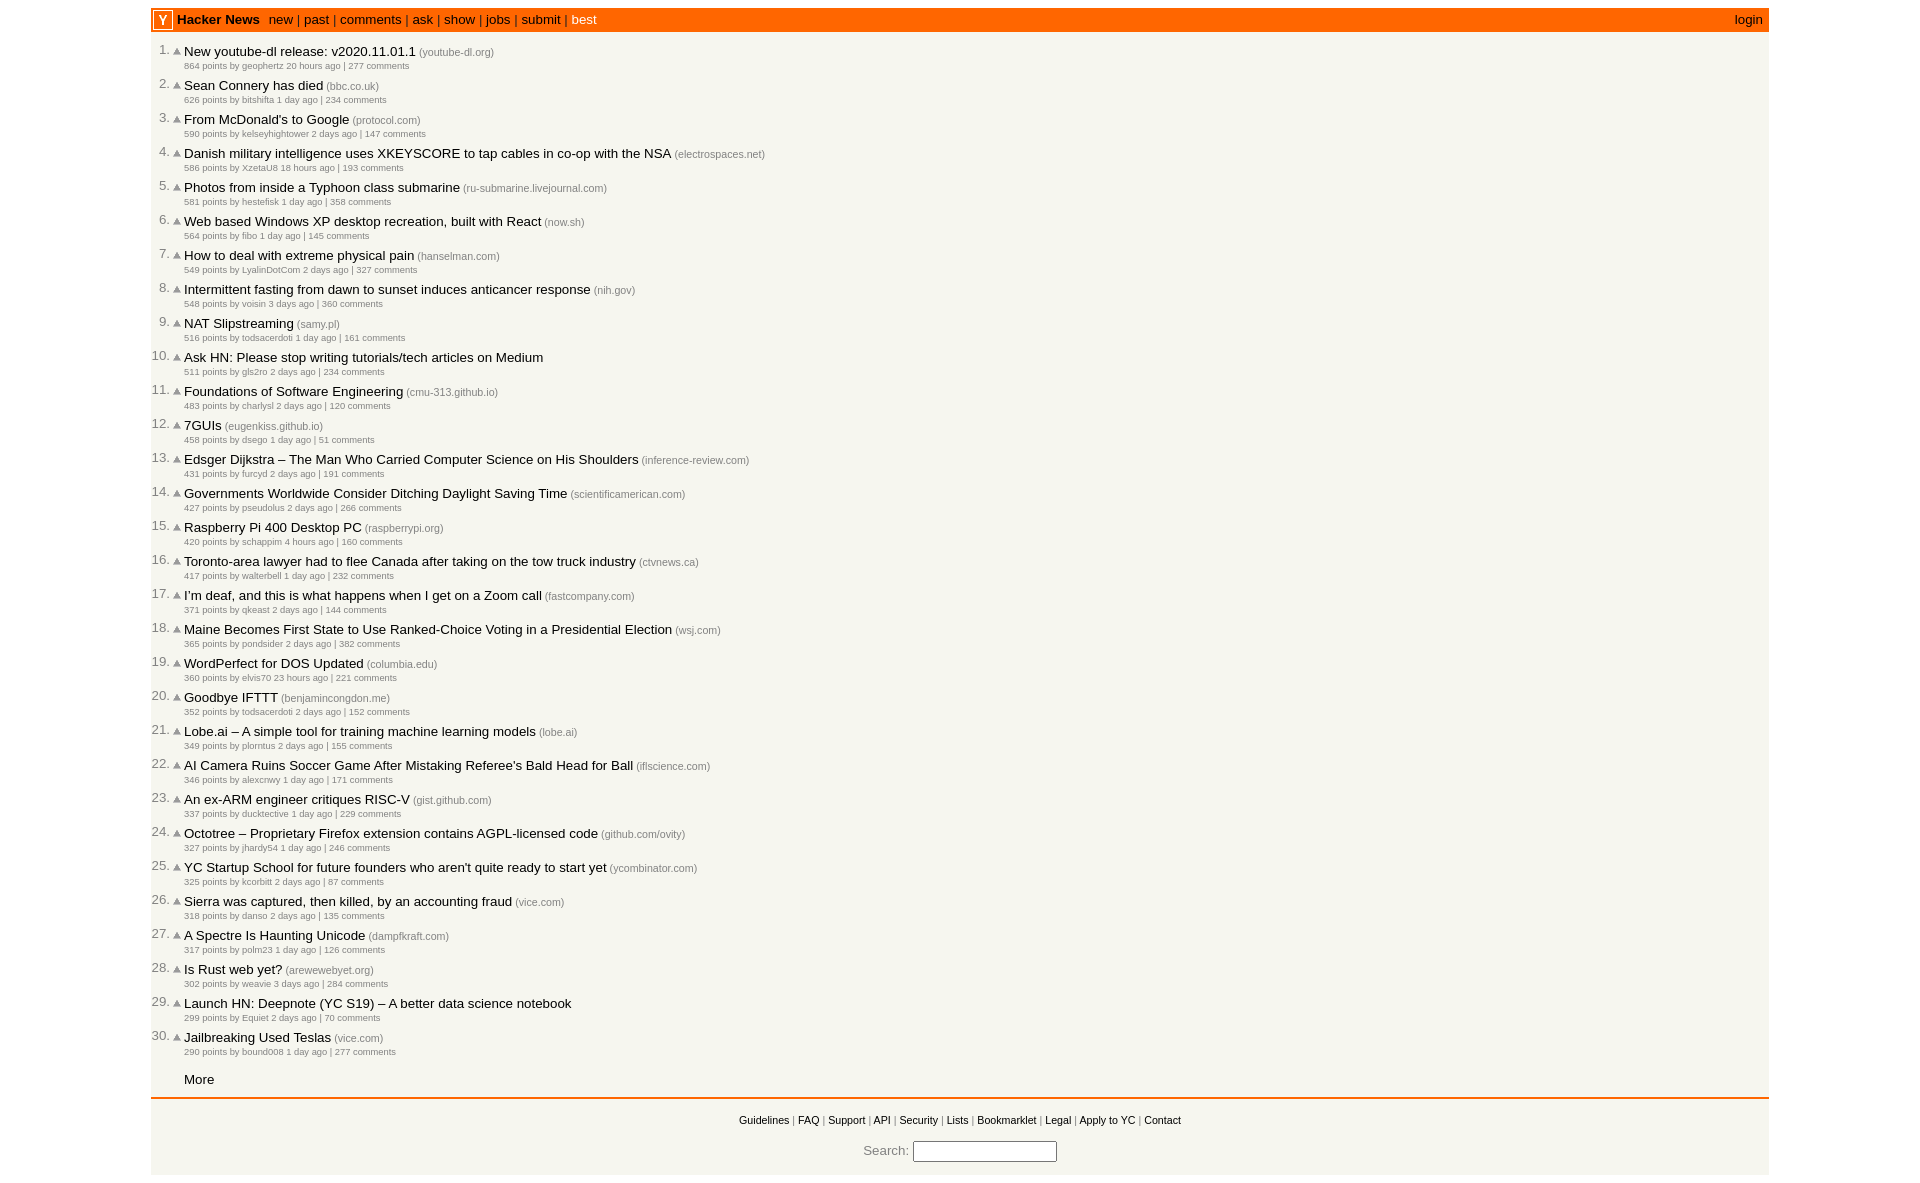 Y Hacker News new | past | comments | ask | show | jobs | submit | best login
1. New youtube-dl release: v2020.11.01.1 (youtube-dl.org)
864 points by geophertz 20 hours ago | 277 comments
2. Sean Connery has died (bbc.co.uk)
626 points by bitshifta 1 day ago | 234 comments
3. From McDonald's to Google (protocol.com)
590 points by kelseyhightower 2 days ago | 147 comments
4. Danish military intelligence uses XKEYSCORE to tap cables in co-op with the NSA (electrospaces.net)
586 points by XzetaU8 18 hours ago | 193 comments
5. Photos from inside a Typhoon class submarine (ru-submarine.livejournal.com)
581 points by hestefisk 1 day ago | 358 comments
6. Web based Windows XP desktop recreation, built with React (now.sh)
564 points by fibo 1 day ago | 145 comments
7. How to deal with extreme physical pain (hanselman.com)
549 points by LyalinDotCom 2 days ago | 327 comments
8. Intermittent fasting from dawn to sunset induces anticancer response (nih.gov)
548 points by voisin 3 days ago | 360 comments
9. NAT Slipstreaming (samy.pl)
516 points by todsacerdoti 1 day ago | 161 comments
10. Ask HN: Please stop writing tutorials/tech articles on Medium
511 points by gls2ro 2 days ago | 234 comments
11. Foundations of Software Engineering (cmu-313.github.io)
483 points by charlysl 2 days ago | 120 comments
12. 7GUIs (eugenkiss.github.io)
458 points by dsego 1 day ago | 51 comments
13. Edsger Dijkstra – The Man Who Carried Computer Science on His Shoulders (inference-review.com)
431 points by furcyd 2 days ago | 191 comments
14. Governments Worldwide Consider Ditching Daylight Saving Time (scientificamerican.com)
427 points by pseudolus 2 days ago | 266 comments
15. Raspberry Pi 400 Desktop PC (raspberrypi.org)
420 points by schappim 4 hours ago | 160 comments
16. Toronto-area lawyer had to flee Canada after taking on the tow truck industry (ctvnews.ca)
417 points by walterbell 1 day ago | 232 comments
17. I’m deaf, and this is what happens when I get on a Zoom call (fastcompany.com)
371 points by qkeast 2 days ago | 144 comments
18. Maine Becomes First State to Use Ranked-Choice Voting in a Presidential Election (wsj.com)
365 points by pondsider 2 days ago | 382 comments
19. WordPerfect for DOS Updated (columbia.edu)
360 points by elvis70 23 hours ago | 221 comments
20. Goodbye IFTTT (benjamincongdon.me)
352 points by todsacerdoti 2 days ago | 152 comments
21. Lobe.ai – A simple tool for training machine learning models (lobe.ai)
349 points by plorntus 2 days ago | 155 comments
22. AI Camera Ruins Soccer Game After Mistaking Referee's Bald Head for Ball (iflscience.com)
346 points by alexcnwy 1 day ago | 171 comments
23. An ex-ARM engineer critiques RISC-V (gist.github.com)
337 points by ducktective 1 day ago | 229 comments
24. Octotree – Proprietary Firefox extension contains AGPL-licensed code (github.com/ovity)
327 points by jhardy54 1 day ago | 246 comments
25. YC Startup School for future founders who aren't quite ready to start yet (ycombinator.com)
325 points by kcorbitt 2 days ago | 87 comments
26. Sierra was captured, then killed, by an accounting fraud (vice.com)
318 points by danso 2 days ago | 135 comments
27. A Spectre Is Haunting Unicode (dampfkraft.com)
317 points by polm23 1 day ago | 126 comments
28. Is Rust web yet? (arewewebyet.org)
302 points by weavie 3 days ago | 284 comments
29. Launch HN: Deepnote (YC S19) – A better data science notebook
299 points by Equiet 2 days ago | 70 comments
30. Jailbreaking Used Teslas (vice.com)
290 points by bound008 1 day ago | 277 comments
More
Guidelines | FAQ | Support | API | Security | Lists | Bookmarklet | Legal | Apply to YC | Contact
Search: